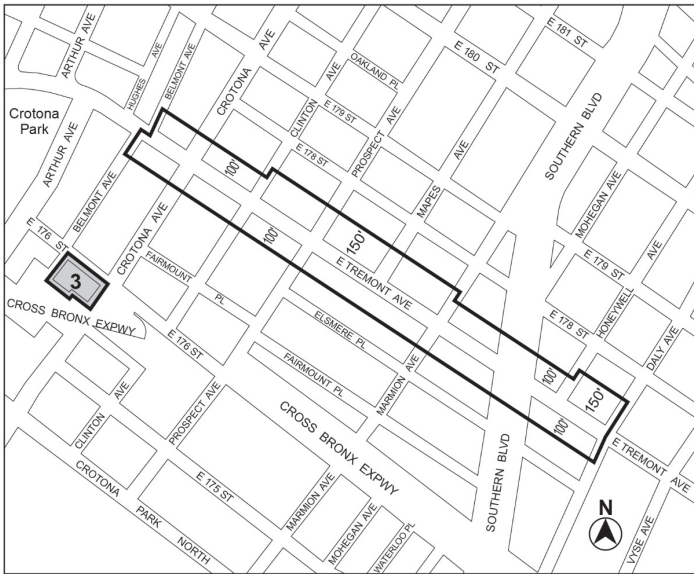 ARTHUR AVE
HUGHES AVE
BELMONT AVE
CROTONA AVE
OAKLAND PL
E 180 ST
E 181 ST
Crotona
Park
ARTHUR AVE
CLINTON
E 179 ST
PROSPECT AVE
SOUTHERN BLVD
E 178 ST
100'
MAPES AVE
MOHEGAN AVE
BELMONT AVE
E 176 ST
CROTONA AVE
100'
150'
E TREMONT AVE
E 179 ST
3
FAIRMOUNT PL
HONEYWELL AVE
CROSS BRONX EXPWY
E 176 ST
ELSMERE PL
E 178 ST
DALY AVE
FAIRMOUNT PL
MARMION AVE
100'
150'
CLINTON AVE
PROSPECT AVE
CROSS BRONX EXPWY
100'
E TREMONT AVE
SOUTHERN BLVD
E 175 ST
CROTONA PARK NORTH
MARMION AVE
MOHEGAN AVE
WATERLOO PL
N
VYSE AVE